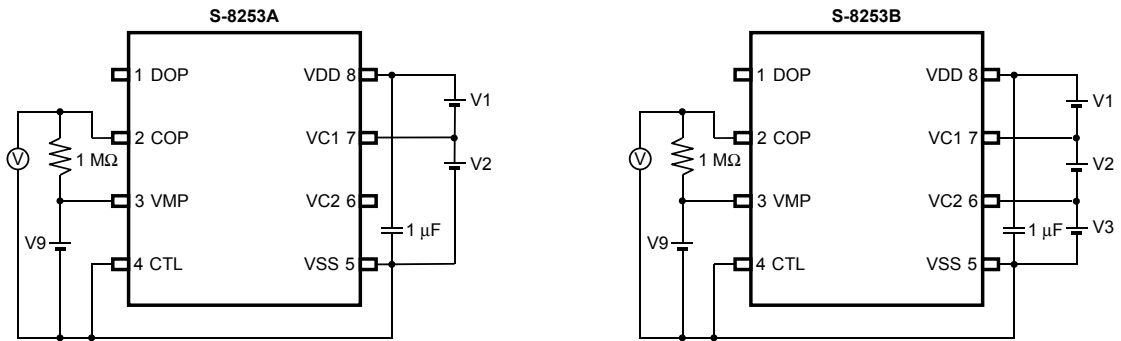 S-8253A
1 DOP
VDD 8
V1
2 COP
VC1 7
V
1 MΩ
V2
3 VMP
VC2 6
V9
1 µF
4 CTL
VSS 5
S-8253B
1 DOP
VDD 8
V1
2 COP
VC1 7
V
1 MΩ
V2
3 VMP
VC2 6
V9
1 µF
V3
4 CTL
VSS 5